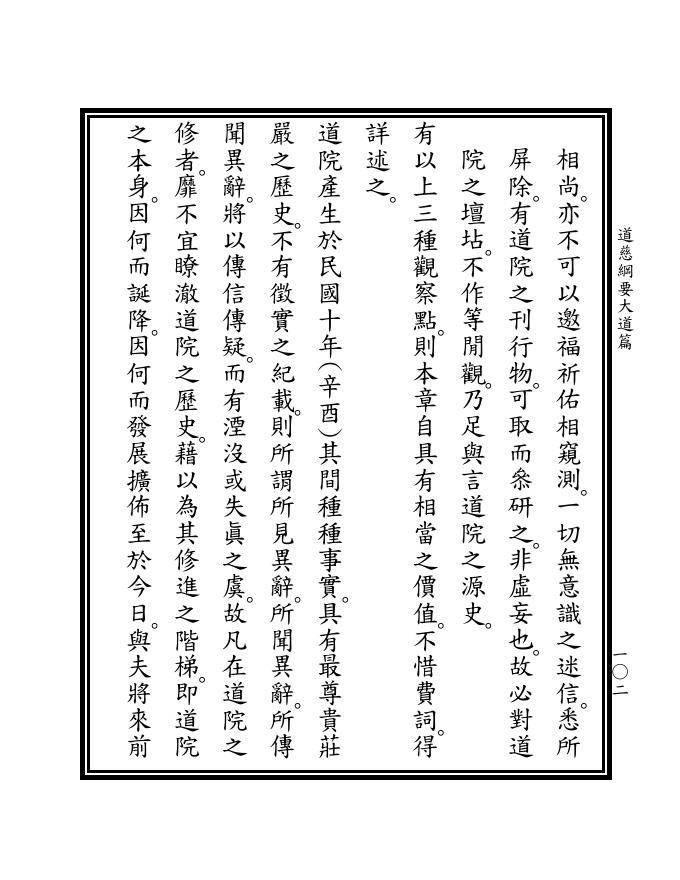 道慈綱要大道篇
相尚。亦不可以邀福祈佑相窺測。一切無意識之迷信。悉所
屏除。有道院之刊行物。可取而叅研之。非虛妄也。故必對道
院之壇坫。不作等閒觀。乃足與言道院之源史。
有以上三種觀察點。則本章自具有相當之價值。不惜費詞。得
詳述之。
道院產生於民國十年(辛酉)其間種種事實。具有最尊貴莊
嚴之歷史。不有徵實之紀載。則所謂所見異辭。所聞異辭。所傳
聞異辭。將以傳信傳疑。而有湮沒或失眞之虞。故凡在道院之
修者。靡不宜瞭澈道院之歷史。藉以為其修進之階梯。即道院
之本身。因何而誕降。因何而發展擴佈至於今日。與夫將來前
一〇二